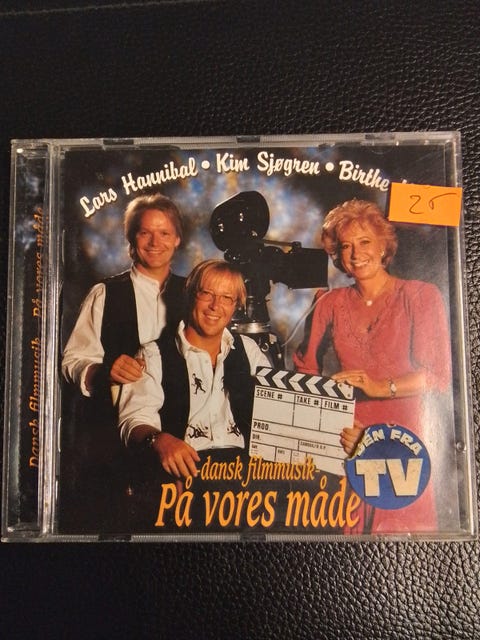 Lars Hannibal • Kim Sjøgren • Birthe
25
Dansk filmmusik På vores måde
SCENE # TAKE # FILM #
PROD.
DIR.
SÉN FRA
TV
- dansk filmmusik -
På vores måde